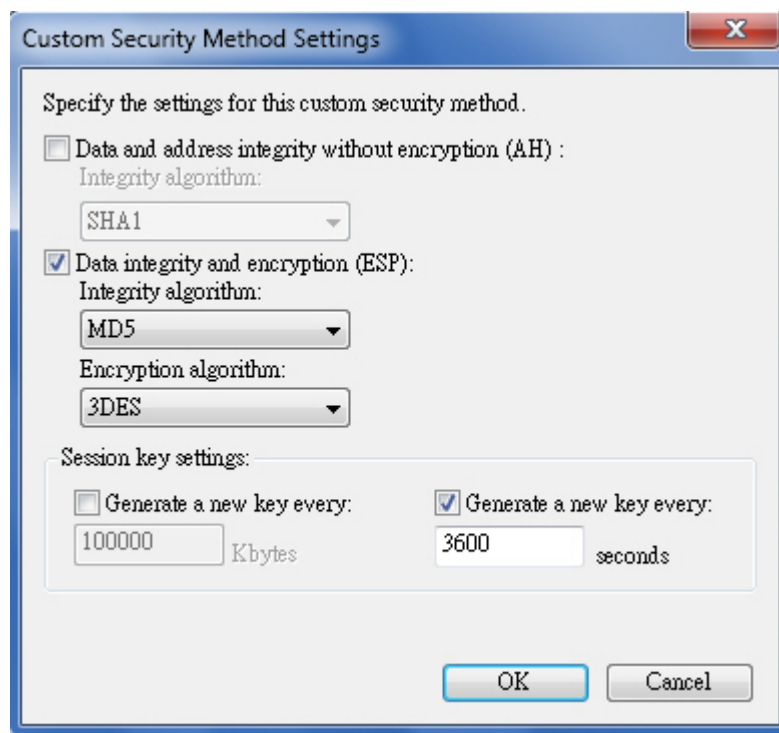 Custom Security Method Settings
Specify the settings for this custom security method.
Data and address integrity without encryption (AH) :
Integrity algorithm:
SHA1
Data integrity and encryption (ESP):
Integrity algorithm:
MD5
Encryption algorithm:
3DES
Session key settings:
Generate a new key every: Generate a new key every:
100000 Kbytes 3600 seconds
OK Cancel